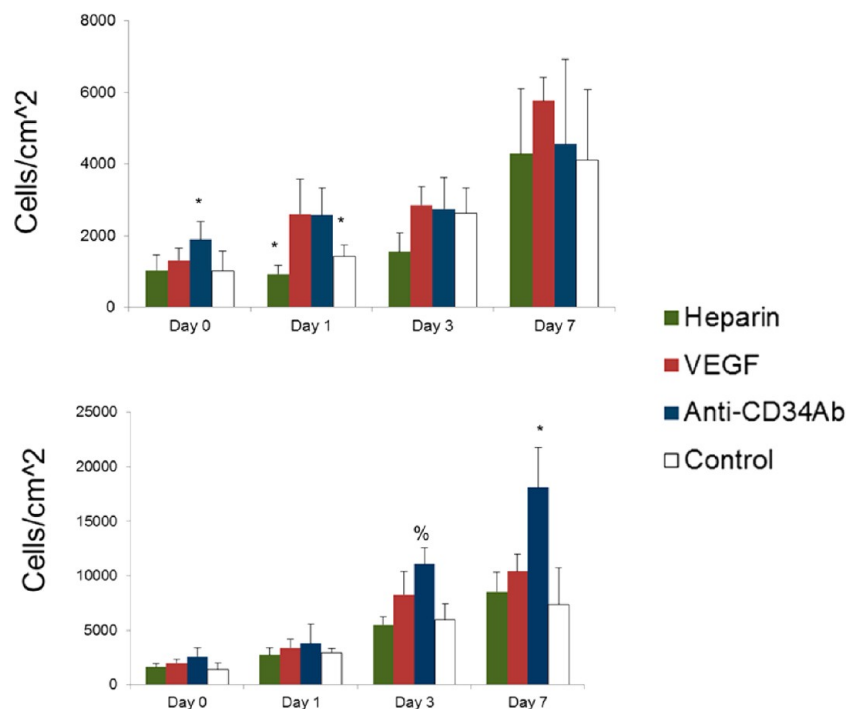 8000
6000
4000
2000
0
Cells/cm^2
*
*
*
Day 0 Day 1 Day 3 Day 7
Heparin
VEGF
Anti-CD34Ab
Control
25000
20000
15000
10000
5000
0
Cells/cm^2
%
*
Day 0 Day 1 Day 3 Day 7